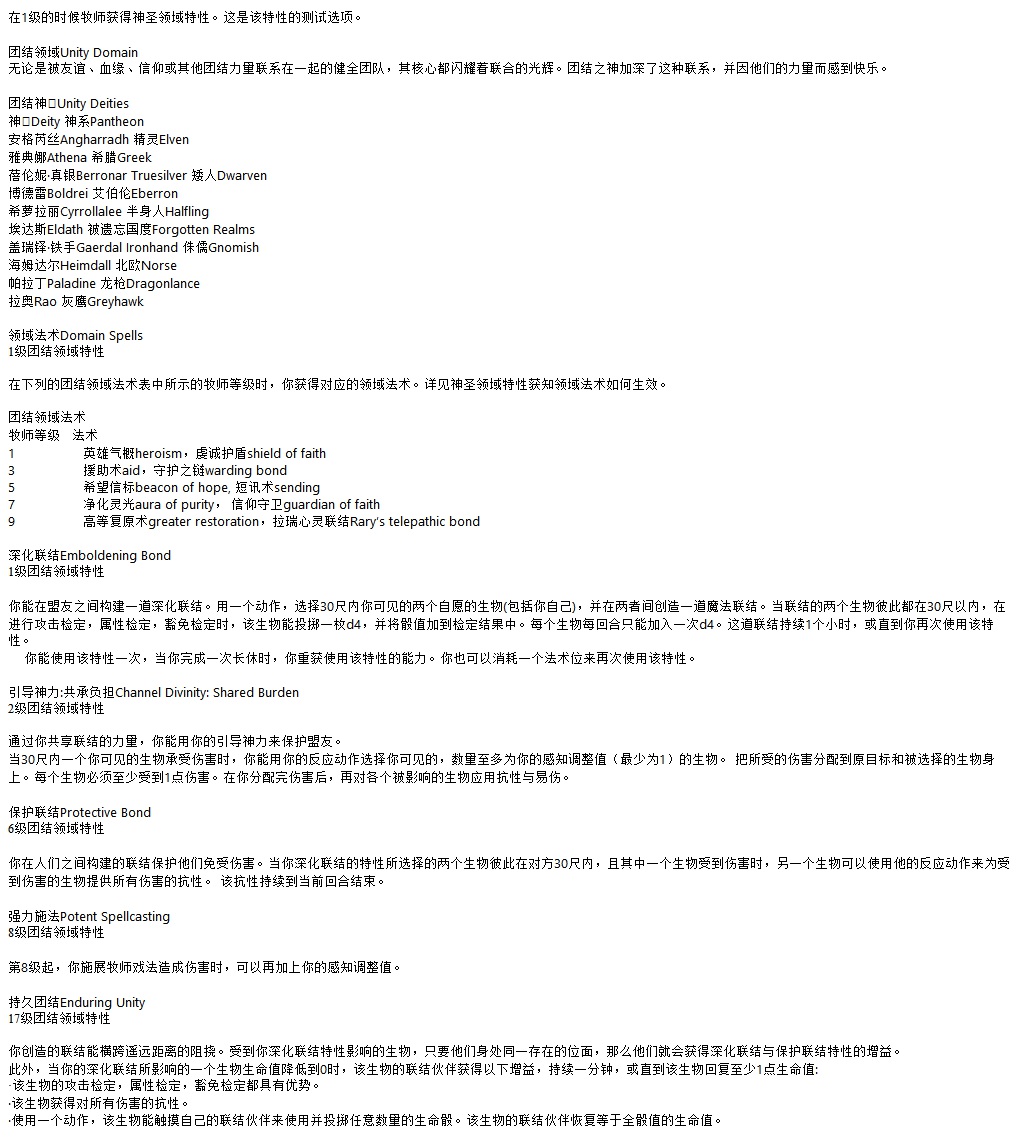 在1级的时候牧师获得神圣领域特性。这是该特性的测试选项。
团结领域Unity Domain
无论是被友谊、血缘、信仰或其他团结力量联系在一起的健全团队，其核心都闪耀着联合的光辉。团结之神加深了这种联系，并因他们的力量而感到快乐。
团结神□Unity Deities
神□Deity 神系Pantheon
安格芮丝Angharradh 精灵Elven
雅典娜Athena 希腊Greek
蓓伦妮·真银Berronar Truesilver 矮人Dwarven
博德雷Boldrei 艾伯伦Eberron
希萝拉丽Cyrrollalee 半身人Halfling
埃达斯Eldath 被遗忘国度Forgotten Realms
盖瑞铎·铁手Gaerdal Ironhand 侏儒Gnomish
海姆达尔Heimdall 北欧Norse
帕拉丁Paladine 龙枪Dragonlance
拉奥Rao 灰鹰Greyhawk
领域法术Domain Spells
1级团结领域特性
在下列的团结领域法术表中所示的牧师等级时，你获得对应的领域法术。详见神圣领域特性获知领域法术如何生效。
团结领域法术
牧师等级 法术
1 英雄气概heroism，虔诚护盾shield of faith
3 援助术aid，守护之链warding bond
5 希望信标beacon of hope, 短讯术sending
7 净化灵光aura of purity， 信仰守卫guardian of faith
9 高等复原术greater restoration，拉瑞心灵联结Rary's telepathic bond
深化联结Emboldening Bond
1级团结领域特性
你能在盟友之间构建一道深化联结。用一个动作，选择30尺内你可见的两个自愿的生物(包括你自己)，并在两者间创造一道魔法联结。当联结的两个生物彼此都在30尺以内，在
进行攻击检定，属性检定，豁免检定时，该生物能投掷一枚d4，并将骰值加到检定结果中。每个生物每回合只能加入一次d4。这道联结持续1个小时，或直到你再次使用该特
性。
你能使用该特性一次，当你完成一次长休时，你重获使用该特性的能力。你也可以消耗一个法术位来再次使用该特性。
引导神力:共承负担Channel Divinity: Shared Burden
2级团结领域特性
通过你共享联结的力量，你能用你的引导神力来保护盟友。
当30尺内一个你可见的生物承受伤害时，你能用你的反应动作选择你可见的，数量至多为你的感知调整值（最少为1）的生物。 把所受的伤害分配到原目标和被选择的生物身
上。每个生物必须至少受到1点伤害。在你分配完伤害后，再对各个被影响的生物应用抗性与易伤。
保护联结Protective Bond
6级团结领域特性
你在人们之间构建的联结保护他们免受伤害。当你深化联结的特性所选择的两个生物彼此在对方30尺内，且其中一个生物受到伤害时，另一个生物可以使用他的反应动作来为受
到伤害的生物提供所有伤害的抗性。 该抗性持续到当前回合结束。
强力施法Potent Spellcasting
8级团结领域特性
第8级起，你施展牧师戏法造成伤害时，可以再加上你的感知调整值。
持久团结Enduring Unity
17级团结领域特性
你创造的联结能横跨遥远距离的阻挠。受到你深化联结特性影响的生物，只要他们身处同一存在的位面，那么他们就会获得深化联结与保护联结特性的增益。
此外，当你的深化联结所影响的一个生物生命值降低到0时，该生物的联结伙伴获得以下增益，持续一分钟，或直到该生物回复至少1点生命值:
·该生物的攻击检定，属性检定，豁免检定都具有优势。
·该生物获得对所有伤害的抗性。
·使用一个动作，该生物能触摸自己的联结伙伴来使用并投掷任意数量的生命骰。该生物的联结伙伴恢复等于全骰值的生命值。